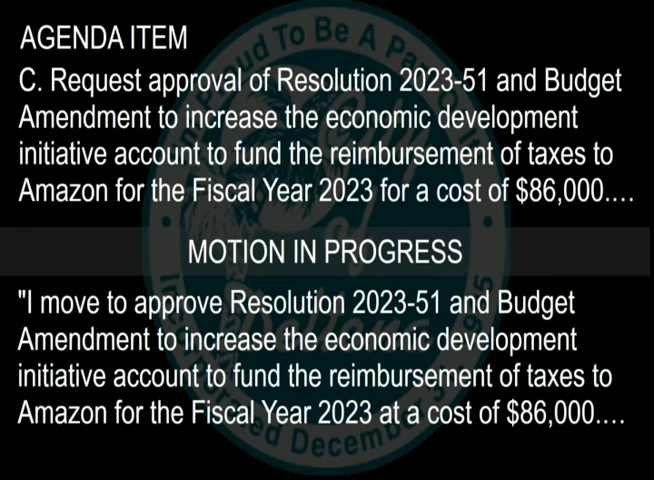 AGENDA ITEM
C. Request approval of Resolution 2023-51 and Budget
Amendment to increase the economic development
initiative account to fund the reimbursement of taxes to
Amazon for the Fiscal Year 2023 for a cost of $86,000....
MOTION IN PROGRESS
"I move to approve Resolution 2023-51 and Budget
Amendment to increase the economic development
initiative account to fund the reimbursement of taxes to
Amazon for the Fiscal Year 2023 at a cost of $86,000....